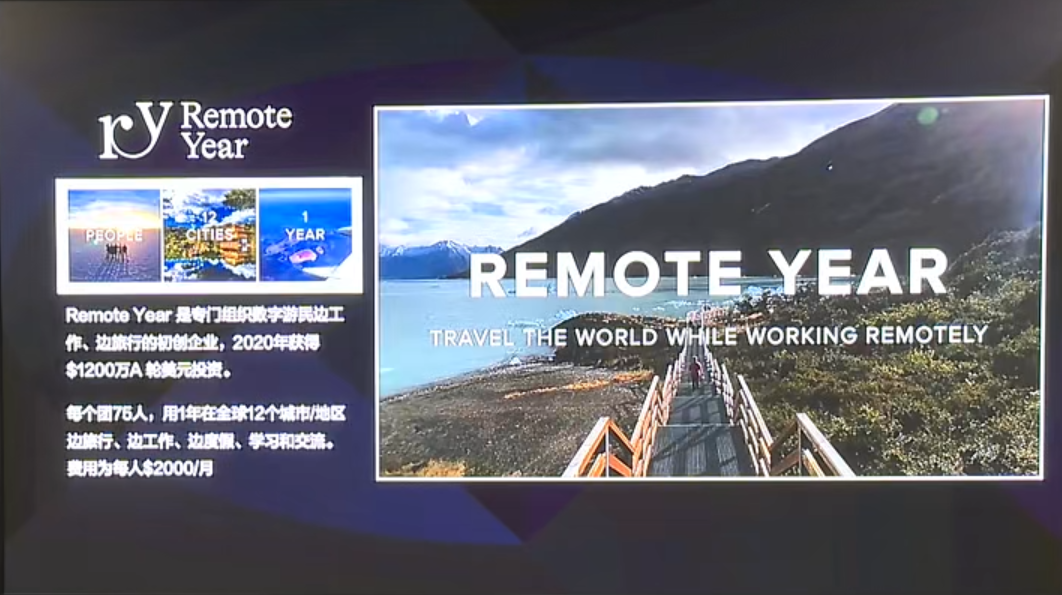 ry Remote
Year
PEOPLE
12
CITIES
1
YEAR
Remote Year 是专门组织数字游民边工
作、边旅行的初创企业，2020年获得
$1200万A 轮美元投资。
每个团75人，用1年在全球12个城市/地区
边旅行、边工作、边度假、学习和交流。
费用为每人$2000/月
REMOTE YEAR
TRAVEL THE WORLD WHILE WORKING REMOTELY